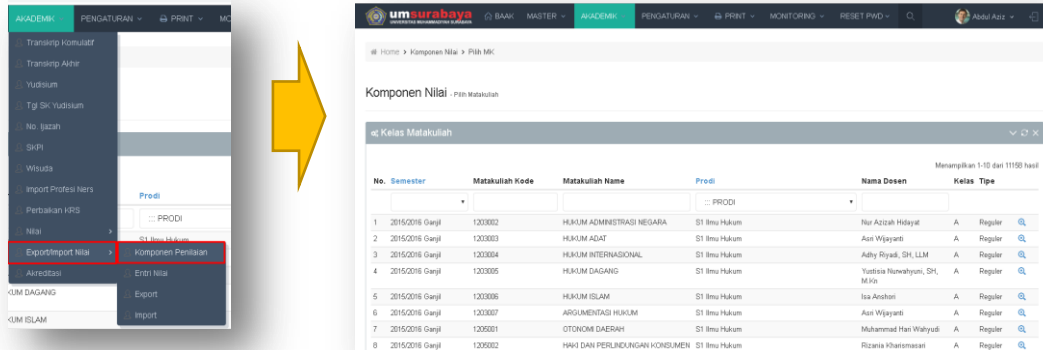 AKADEMIK PENGATURAN PRINT MO
Transkrip Komulatif
Transkrip Akhir
Yudisium
Tgl SK Yudisium
No. Ijazah
SKPI
Wisuda
Import Profesi Ners
Perbaikan KRS
Nilai
Export/Import Nilai
Akreditasi
Komponen Penilaian
Entri Nilai
Export
Import
Prodi
::: PRODI
S1 Ilmu Hukum
KUM DAGANG
KUM ISLAM
umsurabaya BAAK MASTER AKADEMIK PENGATURAN PRINT MONITORING RESET PWD Abdul Aziz
UNIVERSITAS MUHAMMADIYAH SURABAYA
Home > Komponen Nilai > Pilih MK
Komponen Nilai - Pilih Matakuliah
Kelas Matakuliah
Menampilkan 1-10 dari 11158 hasil
No. Semester Matakuliah Kode Matakuliah Name Prodi Nama Dosen Kelas Tipe
::: PRODI
1 2015/2016 Ganjil 1203002 HUKUM ADMINISTRASI NEGARA S1 Ilmu Hukum Nur Azizah Hidayat A Reguler
2 2015/2016 Ganjil 1203003 HUKUM ADAT S1 Ilmu Hukum Asri Wijayanti A Reguler
3 2015/2016 Ganjil 1203004 HUKUM INTERNASIONAL S1 Ilmu Hukum Adhy Riyadi, SH, LLM A Reguler
4 2015/2016 Ganjil 1203005 HUKUM DAGANG S1 Ilmu Hukum Yustisia Nurwahyuni, SH, A Reguler
M.Kn
5 2015/2016 Ganjil 1203006 HUKUM ISLAM S1 Ilmu Hukum Isa Anshori A Reguler
6 2015/2016 Ganjil 1203007 ARGUMENTASI HUKUM S1 Ilmu Hukum Asri Wijayanti A Reguler
7 2015/2016 Ganjil 1205001 OTONOMI DAERAH S1 Ilmu Hukum Muhammad Hari Wahyudi A Reguler
8 2015/2016 Ganjil 1205002 HAKI DAN PERLINDUNGAN KONSUMEN S1 Ilmu Hukum Rizania Kharismasari A Reguler